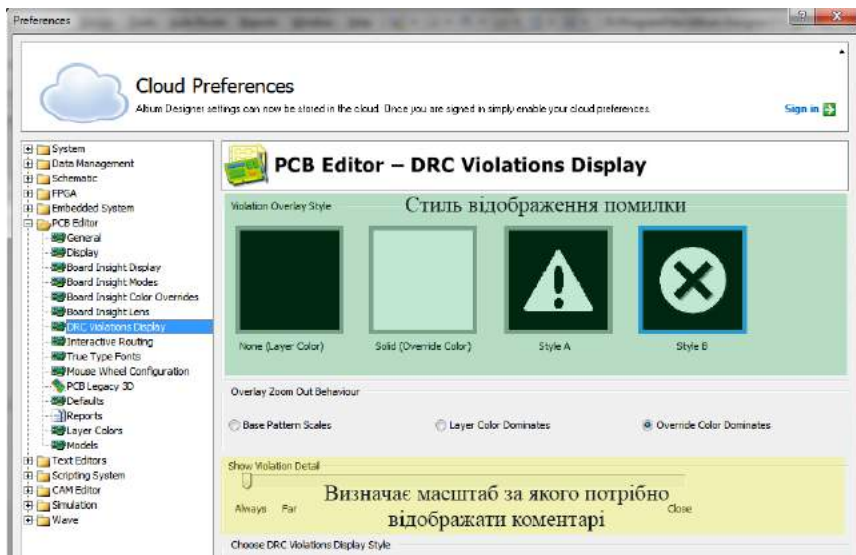 Preferences
Cloud Preferences
Altium Designer settings can now be stored in the cloud. Once you are signed in simply enable your cloud preferences.
Sign in
System
Data Management
Schematic
FPGA
Embedded System
PCB Editor
General
Display
Board Insight Display
Board Insight Modes
Board Insight Color Overrides
Board Insight Lens
DRC Violations Display
Interactive Routing
True Type Fonts
Mouse Wheel Configuration
PCB Legacy 3D
Defaults
Reports
Layer Colors
Models
Text Editors
Scripting System
CAM Editor
Simulation
Wave
PCB Editor – DRC Violations Display
Violation Overlay Style
Стиль відображення помилки
None (Layer Color)
Solid (Override Color)
Style A
Style B
Overlay Zoom Out Behaviour
Base Pattern Scales
Layer Color Dominates
Override Color Dominates
Show Violation Detail
Always
Far
Close
Визначає масштаб за якого потрібно
відображати коментарі
Choose DRC Violations Display Style